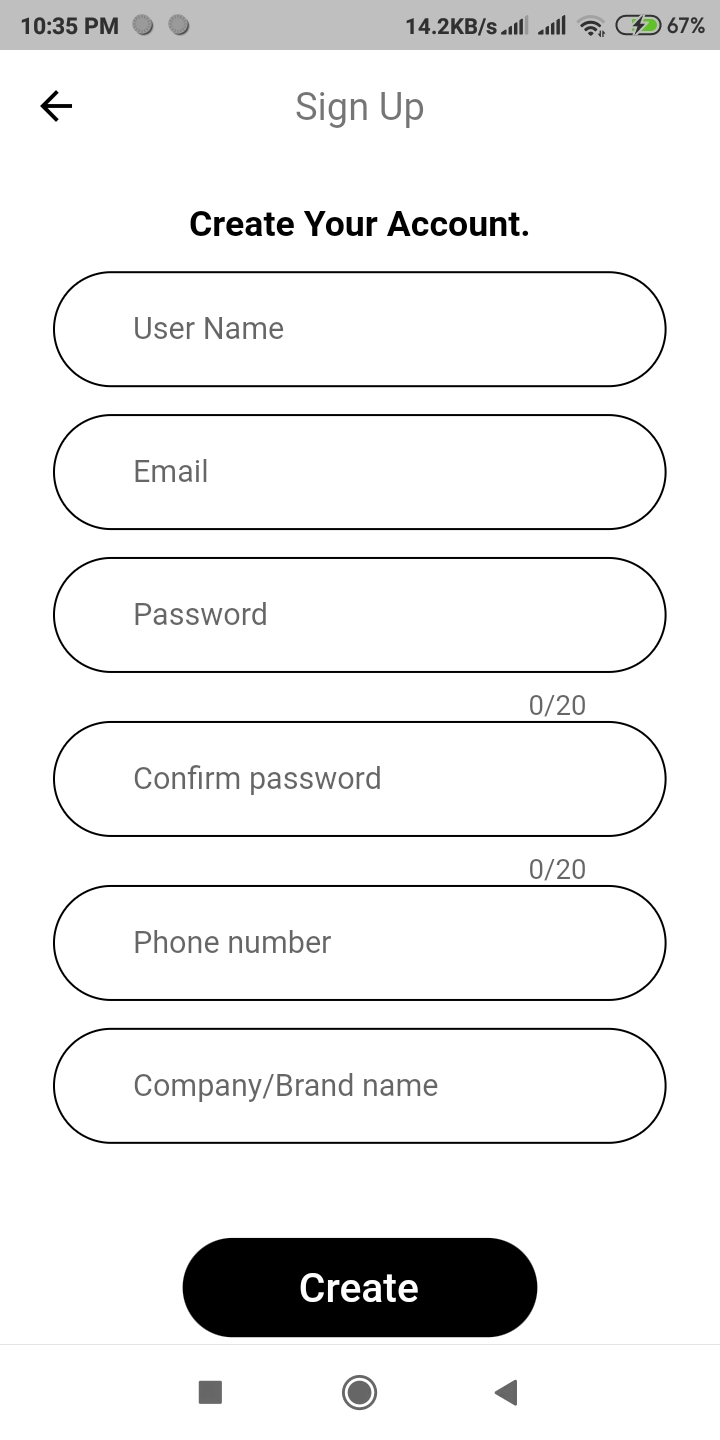 10:35 PM 14.2KB/s 67%
Sign Up
Create Your Account.
User Name
Email
Password
0/20
Confirm password
0/20
Phone number
Company/Brand name
Create